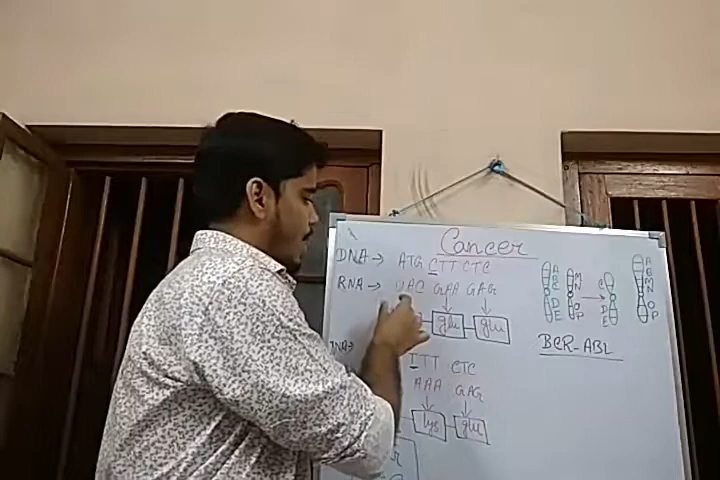 Cancer
DNA → ATG CTT CTC
RNA → UAC GAA GAG
glu glu
TTT CTC
AAA GAG
lys glu
A B C D E
M N O P
C D E
A B M N O P
BCR-ABL